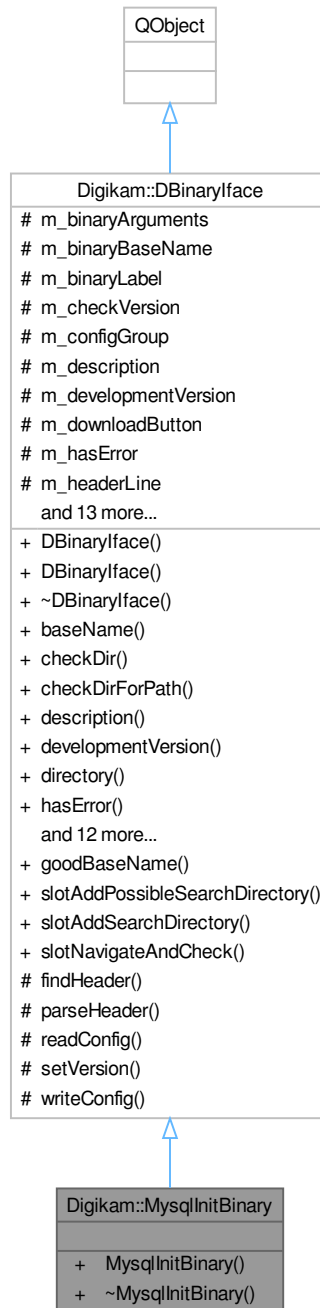 QObject
Digikam::DBinaryIface
# m_binaryArguments
# m_binaryBaseName
# m_binaryLabel
# m_checkVersion
# m_configGroup
# m_description
# m_developmentVersion
# m_downloadButton
# m_hasError
# m_headerLine
and 13 more...
+ DBinaryIface()
+ DBinaryIface()
+ ~DBinaryIface()
+ baseName()
+ checkDir()
+ checkDirForPath()
+ description()
+ developmentVersion()
+ directory()
+ hasError()
and 12 more...
+ goodBaseName()
+ slotAddPossibleSearchDirectory()
+ slotAddSearchDirectory()
+ slotNavigateAndCheck()
# findHeader()
# parseHeader()
# readConfig()
# setVersion()
# writeConfig()
Digikam::MysqlInitBinary
+ MysqlInitBinary()
+ ~MysqlInitBinary()